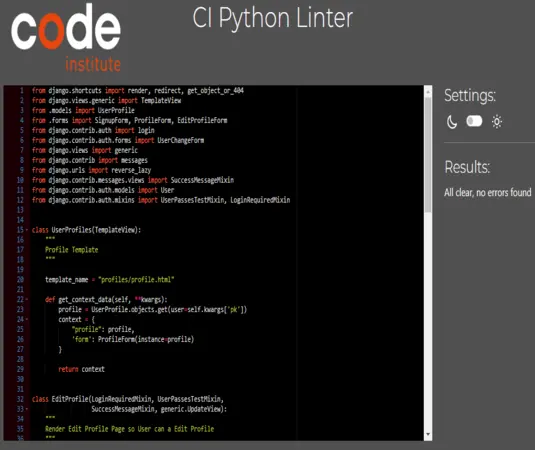 code
institute
CI Python Linter
1 from django.shortcuts import render, redirect, get_object_or_404
2 from django.views.generic import TemplateView
3 from .models import UserProfile
4 from .forms import SignupForm, ProfileForm, EditProfileForm
5 from django.contrib.auth import login
6 from django.contrib.auth.forms import UserChangeForm
7 from django.views import generic
8 from django.contrib import messages
9 from django.urls import reverse_lazy
10 from django.contrib.messages.views import SuccessMessageMixin
11 from django.contrib.auth.models import User
12 from django.contrib.auth.mixins import UserPassesTestMixin, LoginRequiredMixin
13
14
15 class UserProfiles(TemplateView):
16     """
17     Profile Template
18     """
19
20     template_name = "profiles/profile.html"
21
22     def get_context_data(self, **kwargs):
23         profile = UserProfile.objects.get(user=self.kwargs['pk'])
24         context = {
25             "profile": profile,
26             'form': ProfileForm(instance=profile)
27         }
28
29         return context
30
31
32 class EditProfile(LoginRequiredMixin, UserPassesTestMixin,
33                   SuccessMessageMixin, generic.UpdateView):
34     """
35     Render Edit Profile Page so User can a Edit Profile
36     """
Settings:
Results:
All clear, no errors found